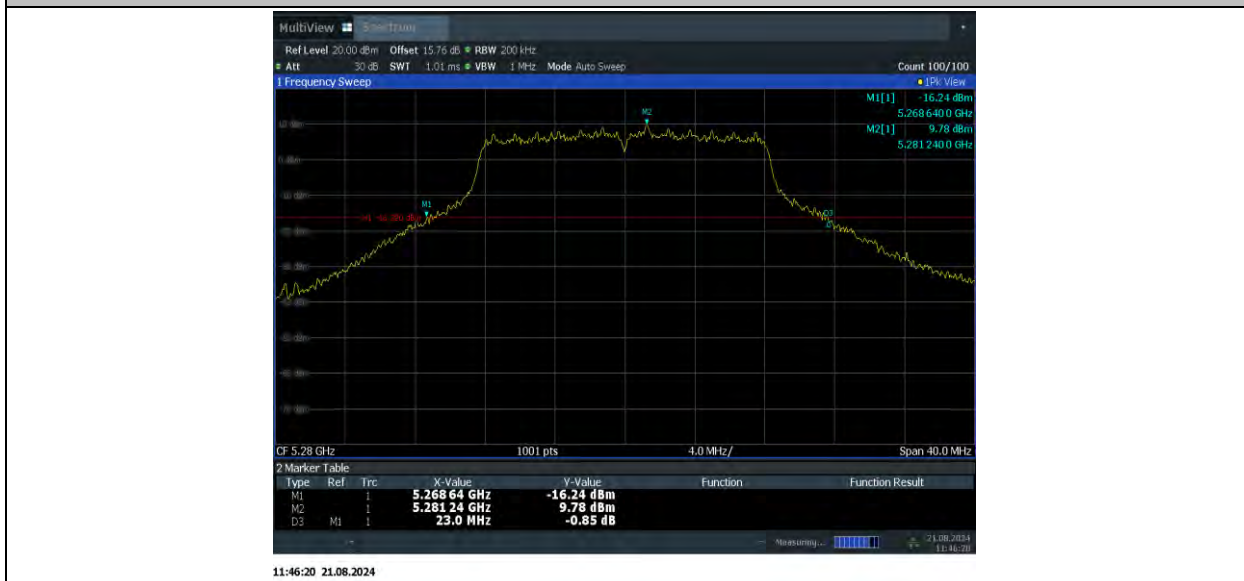 MultiView Spectrum
Ref Level 20.00 dBm Offset 15.76 dB RBW 200 kHz
Att 30 dB SWT 1.01 ms VBW 1 MHz Mode Auto Sweep Count 100/100
1 Frequency Sweep 1Pk View
M1[1] -16.24 dBm
5.268 640 0 GHz
M2[1] 9.78 dBm
5.281 240 0 GHz
M2
M1
D3
CF 5.28 GHz 1001 pts 4.0 MHz/ Span 40.0 MHz
2 Marker Table
Type Ref Trc X-Value Y-Value Function Function Result
M1 1 5.268 64 GHz -16.24 dBm
M2 1 5.281 24 GHz 9.78 dBm
D3 M1 1 23.0 MHz -0.85 dB
Measuring... 21.08.2024
11:46:20
11:46:20 21.08.2024